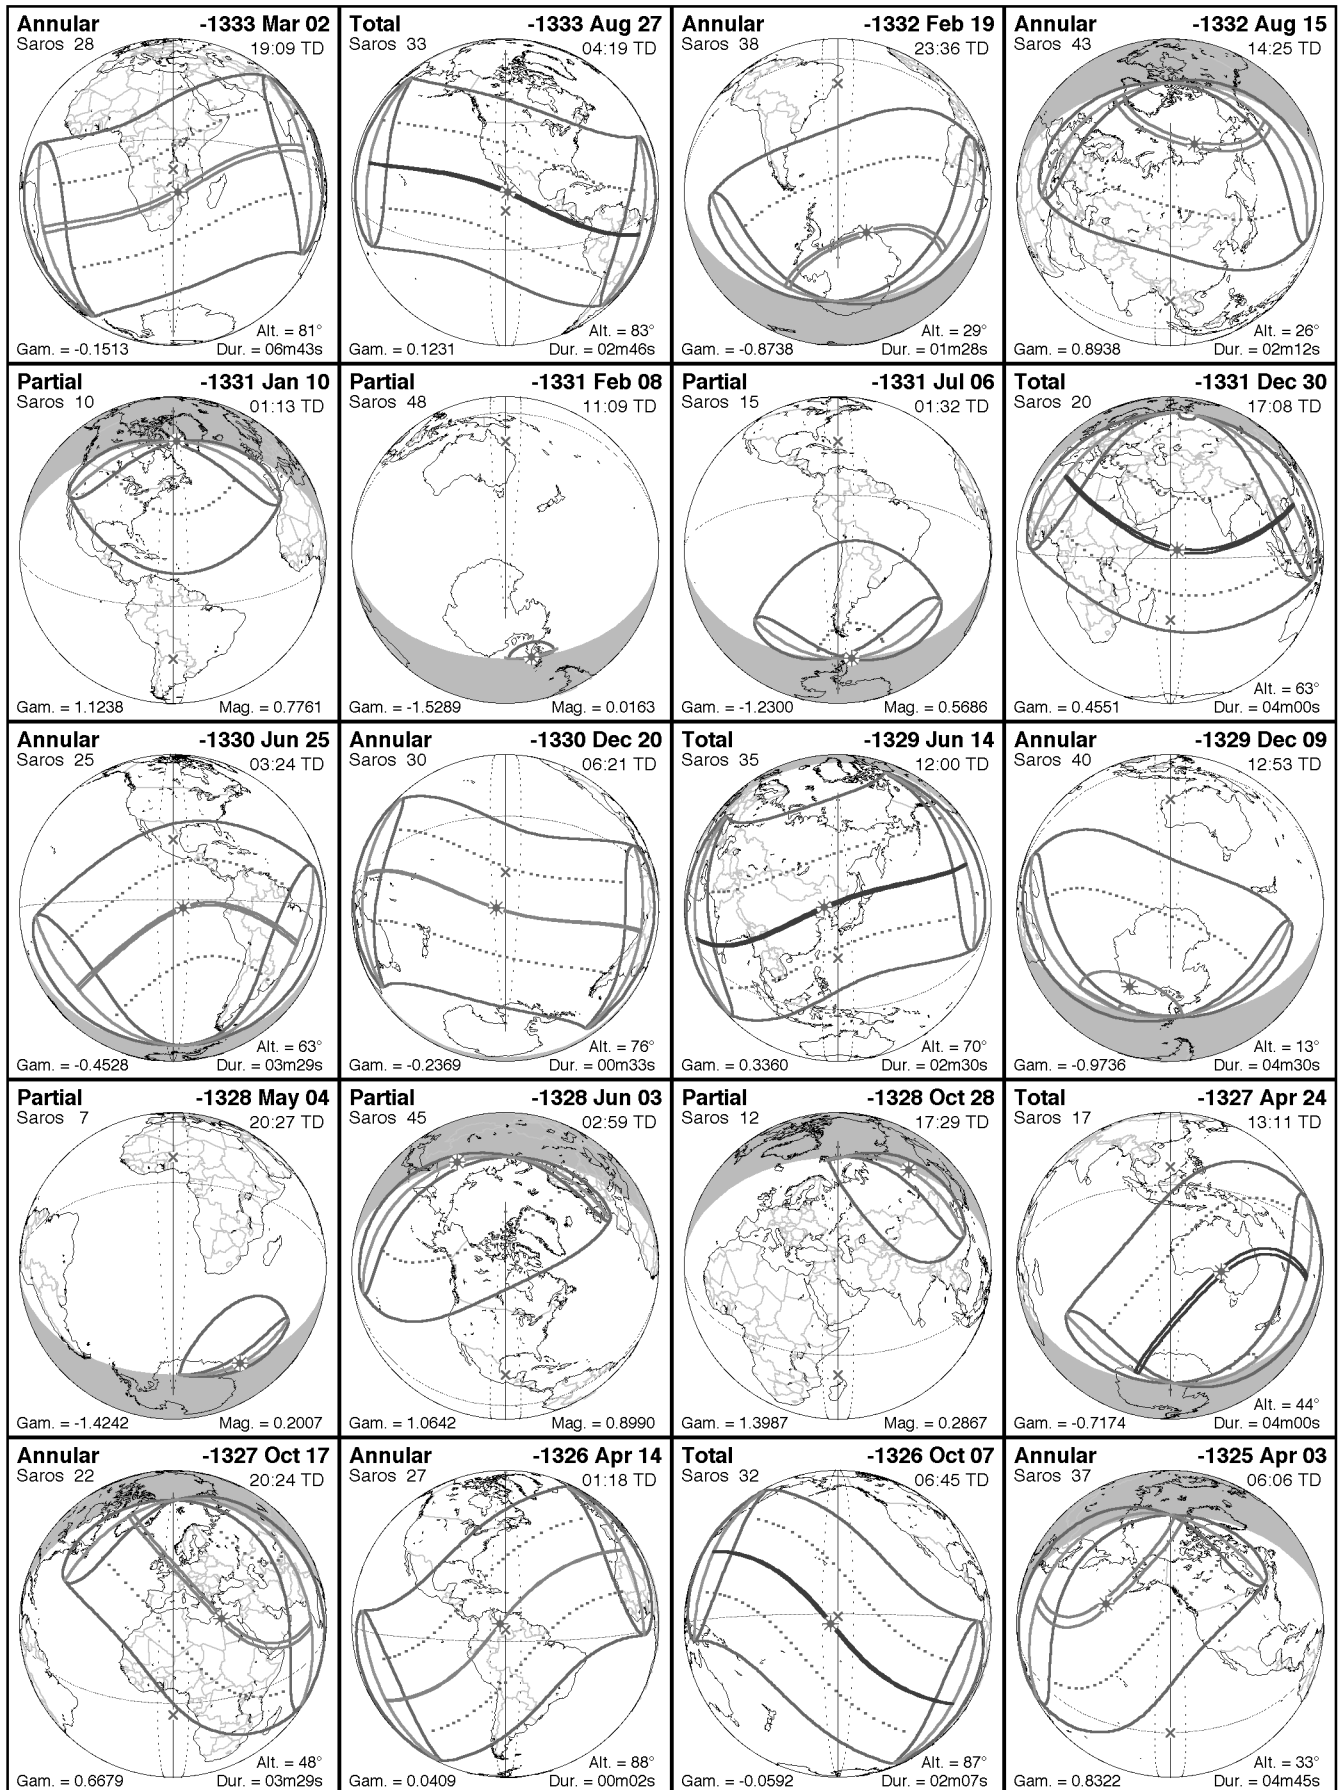 Annular -1333 Mar 02
Saros 28 19:09 TD
Alt. = 81°
Gam. = -0.1513 Dur. = 06m43s
Total -1333 Aug 27
Saros 33 04:19 TD
Alt. = 83°
Gam. = 0.1231 Dur. = 02m46s
Annular -1332 Feb 19
Saros 38 23:36 TD
Alt. = 29°
Gam. = -0.8738 Dur. = 01m28s
Annular -1332 Aug 15
Saros 43 14:25 TD
Alt. = 26°
Gam. = 0.8938 Dur. = 02m12s
Partial -1331 Jan 10
Saros 10 01:13 TD
Gam. = 1.1238 Mag. = 0.7761
Partial -1331 Feb 08
Saros 48 11:09 TD
Gam. = -1.5289 Mag. = 0.0163
Partial -1331 Jul 06
Saros 15 01:32 TD
Gam. = -1.2300 Mag. = 0.5686
Total -1331 Dec 30
Saros 20 17:08 TD
Alt. = 63°
Gam. = 0.4551 Dur. = 04m00s
Annular -1330 Jun 25
Saros 25 03:24 TD
Alt. = 63°
Gam. = -0.4528 Dur. = 03m29s
Annular -1330 Dec 20
Saros 30 06:21 TD
Alt. = 76°
Gam. = -0.2369 Dur. = 00m33s
Total -1329 Jun 14
Saros 35 12:00 TD
Alt. = 70°
Gam. = 0.3360 Dur. = 02m30s
Annular -1329 Dec 09
Saros 40 12:53 TD
Alt. = 13°
Gam. = -0.9736 Dur. = 04m30s
Partial -1328 May 04
Saros 7 20:27 TD
Gam. = -1.4242 Mag. = 0.2007
Partial -1328 Jun 03
Saros 45 02:59 TD
Gam. = 1.0642 Mag. = 0.8990
Partial -1328 Oct 28
Saros 12 17:29 TD
Gam. = 1.3987 Mag. = 0.2867
Total -1327 Apr 24
Saros 17 13:11 TD
Alt. = 44°
Gam. = -0.7174 Dur. = 04m00s
Annular -1327 Oct 17
Saros 22 20:24 TD
Alt. = 48°
Gam. = 0.6679 Dur. = 03m29s
Annular -1326 Apr 14
Saros 27 01:18 TD
Alt. = 88°
Gam. = 0.0409 Dur. = 00m02s
Total -1326 Oct 07
Saros 32 06:45 TD
Alt. = 87°
Gam. = -0.0592 Dur. = 02m07s
Annular -1325 Apr 03
Saros 37 06:06 TD
Alt. = 33°
Gam. = 0.8322 Dur. = 04m45s